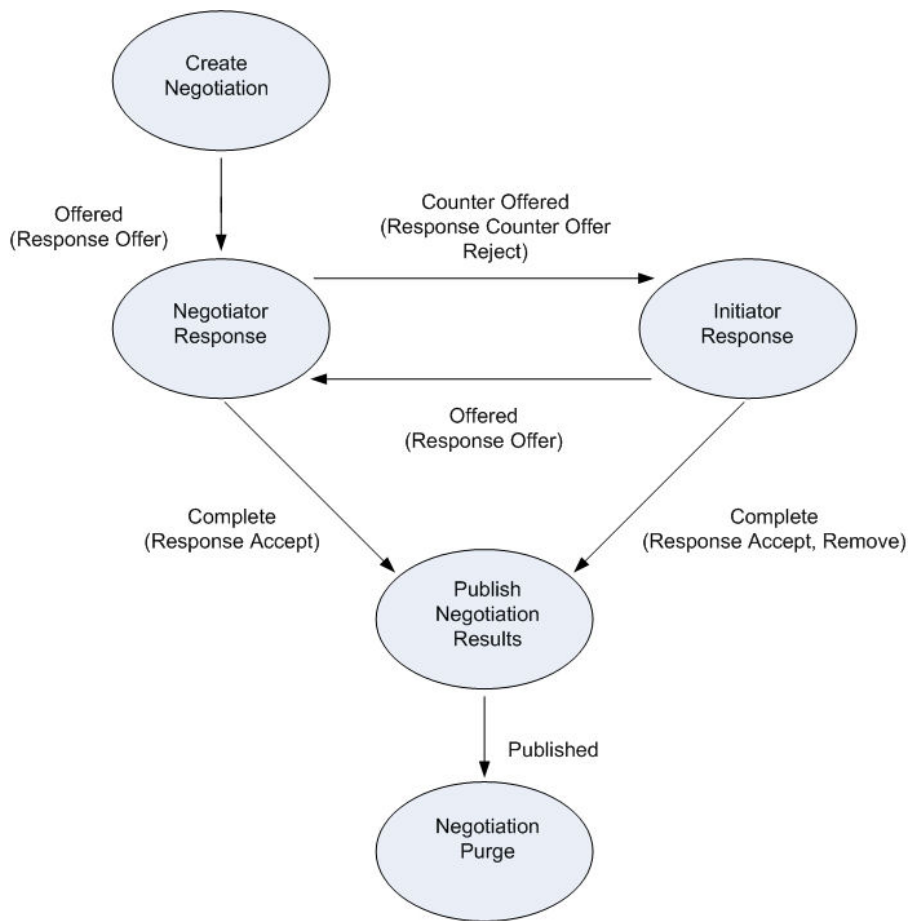 Create
Negotiation
Offered
(Response Offer)
Counter Offered
(Response Counter Offer
Reject)
Negotiator
Response
Initiator
Response
Offered
(Response Offer)
Complete
(Response Accept)
Complete
(Response Accept, Remove)
Publish
Negotiation
Results
Published
Negotiation
Purge